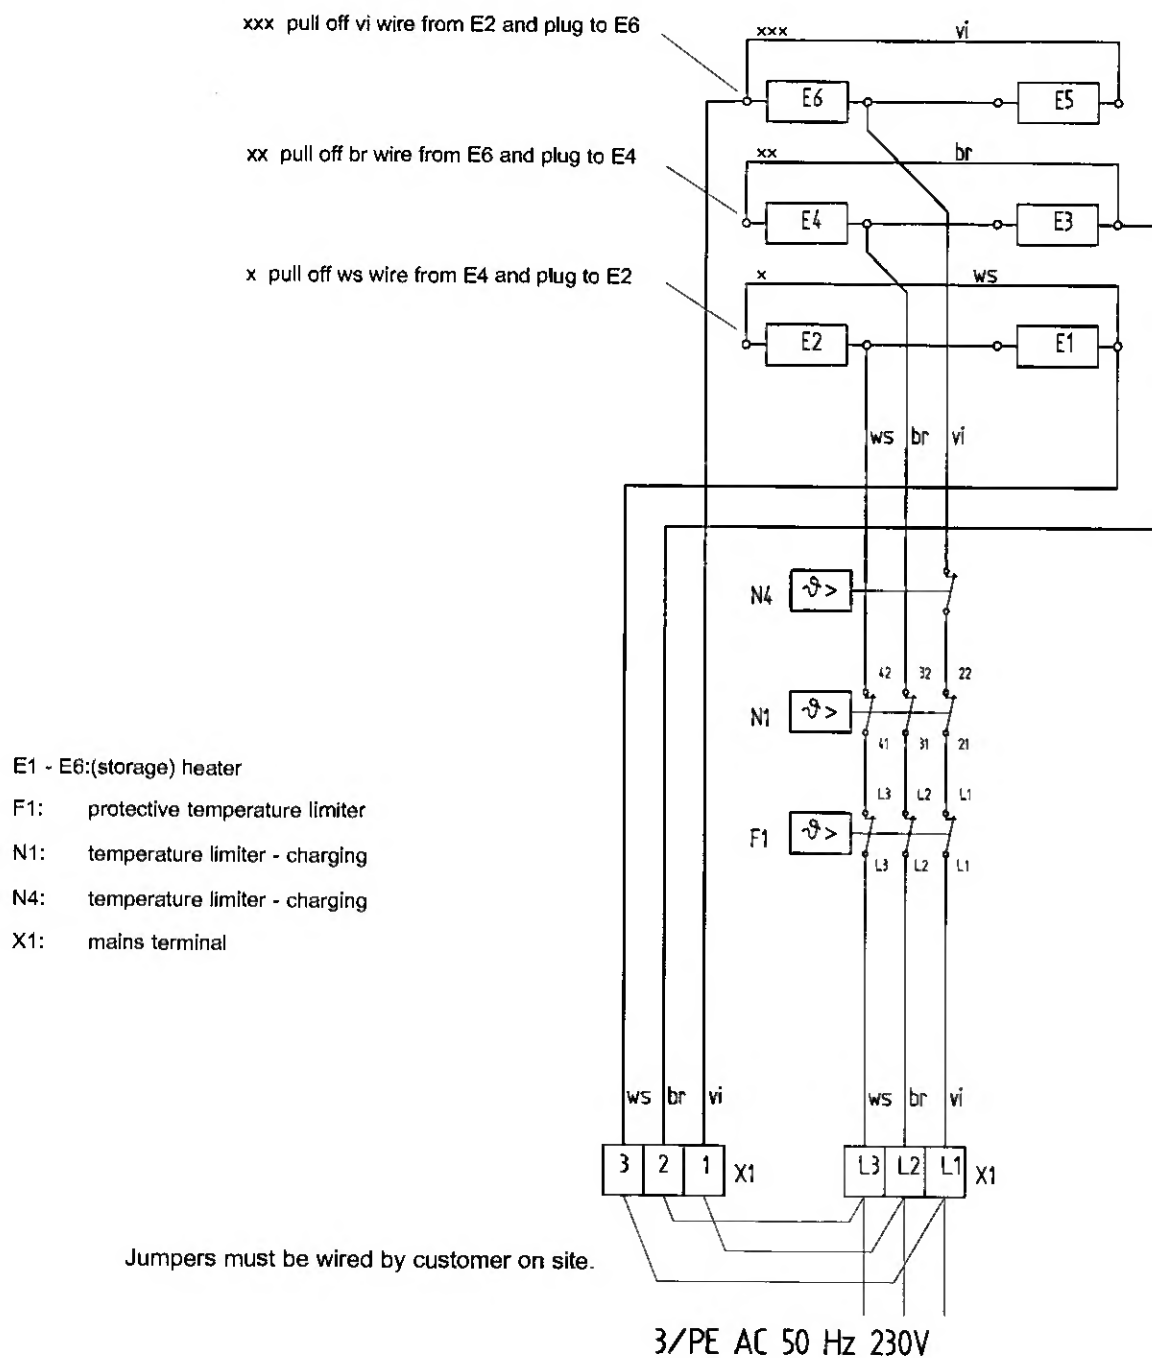 xxx pull off vi wire from E2 and plug to E6
xxx vi
E6 E5
xx pull off br wire from E6 and plug to E4
xx br
E4 E3
x pull off ws wire from E4 and plug to E2
x ws
E2 E1
ws br vi
N4 ϑ>
42 32 22
N1 ϑ>
41 31 21
E1 - E6:(storage) heater
F1: protective temperature limiter
N1: temperature limiter - charging
N4: temperature limiter - charging
X1: mains terminal
L3 L2 L1
F1 ϑ>
L3 L2 L1
ws br vi ws br vi
3 2 1 X1 L3 L2 L1 X1
Jumpers must be wired by customer on site.
3/PE AC 50 Hz 230V